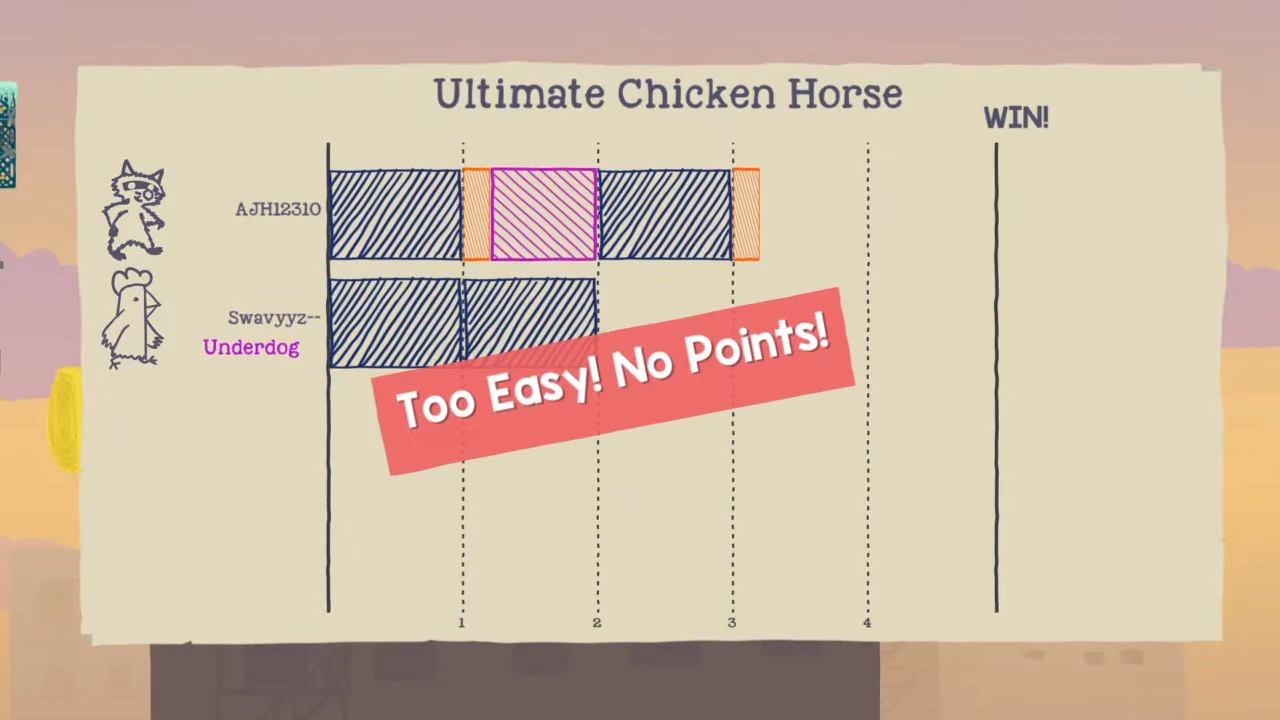 Ultimate Chicken Horse
WIN!
AJH12310
Swavyyz--
Underdog
Too Easy! No Points!
1 2 3 4